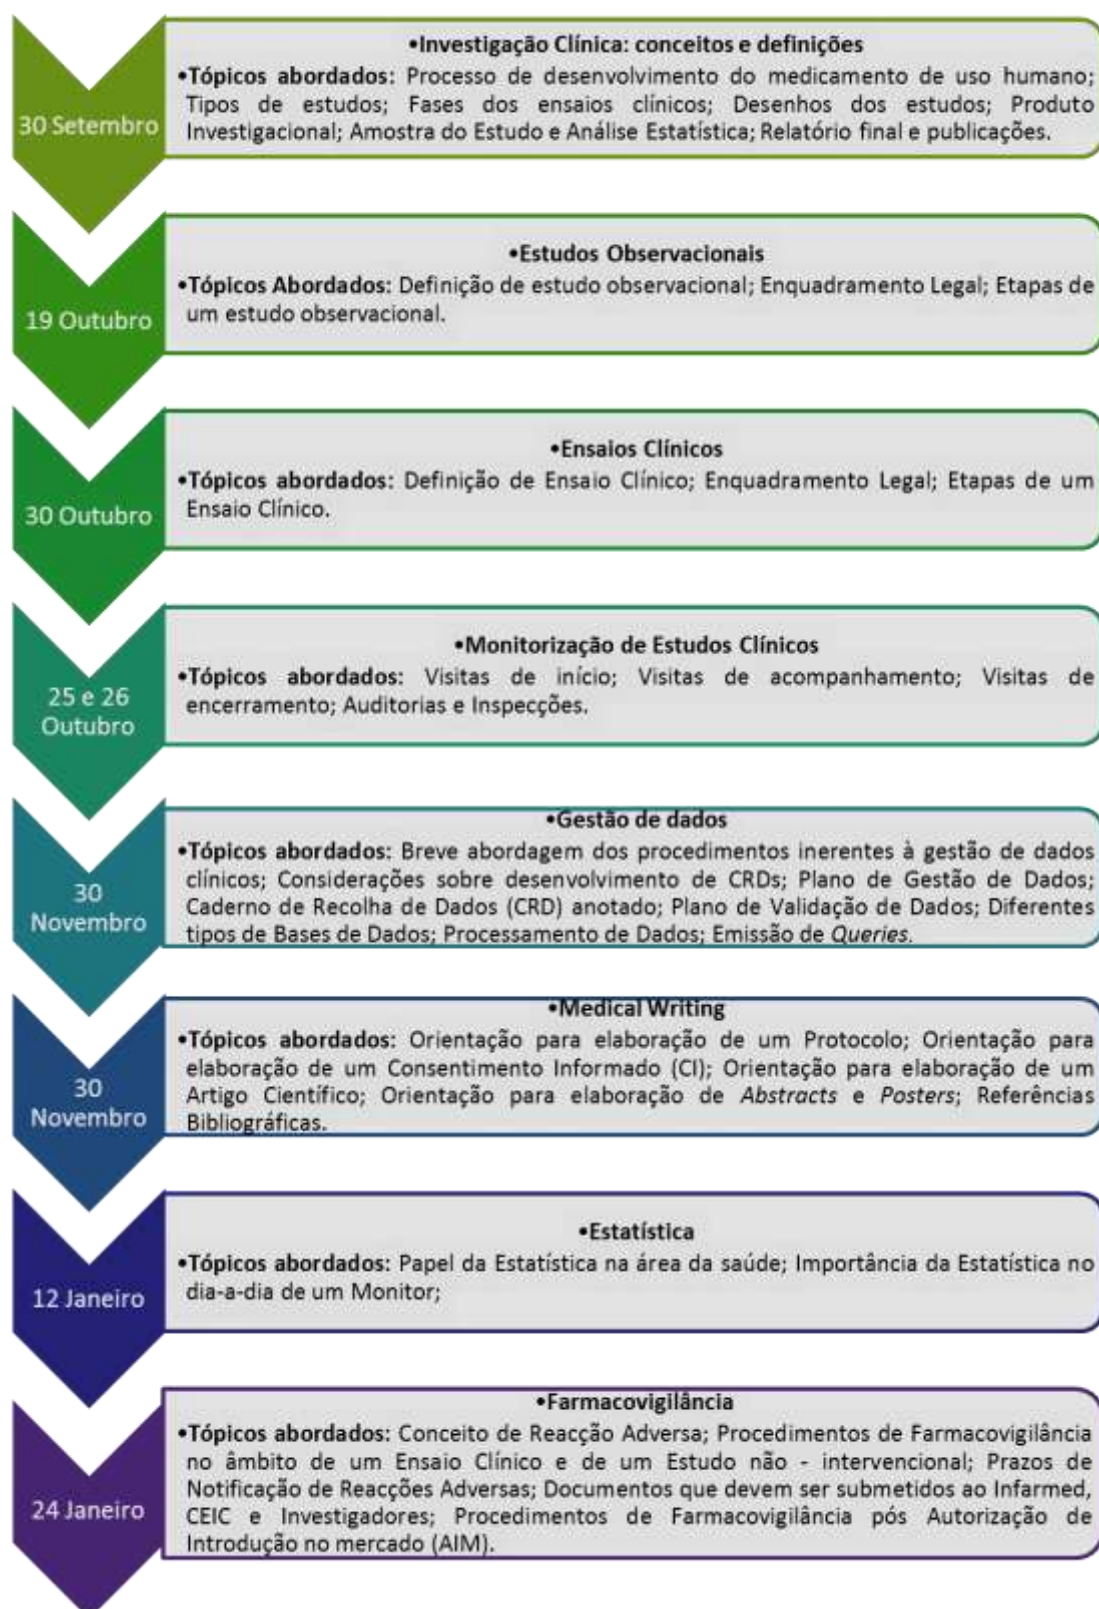 30 Setembro
•Investigação Clínica: conceitos e definições
•Tópicos abordados: Processo de desenvolvimento do medicamento de uso humano;
Tipos de estudos; Fases dos ensaios clínicos; Desenhos dos estudos; Produto
Investigacional; Amostra do Estudo e Análise Estatística; Relatório final e publicações.
19 Outubro
•Estudos Observacionais
•Tópicos Abordados: Definição de estudo observacional; Enquadramento Legal; Etapas de
um estudo observacional.
30 Outubro
•Ensaios Clínicos
•Tópicos abordados: Definição de Ensaio Clínico; Enquadramento Legal; Etapas de um
Ensaio Clínico.
25 e 26
Outubro
•Monitorização de Estudos Clínicos
•Tópicos abordados: Visitas de início; Visitas de acompanhamento; Visitas de
encerramento; Auditorias e Inspecções.
30
Novembro
•Gestão de dados
•Tópicos abordados: Breve abordagem dos procedimentos inerentes à gestão de dados
clínicos; Considerações sobre desenvolvimento de CRDs; Plano de Gestão de Dados;
Caderno de Recolha de Dados (CRD) anotado; Plano de Validação de Dados; Diferentes
tipos de Bases de Dados; Processamento de Dados; Emissão de Queries.
30
Novembro
•Medical Writing
•Tópicos abordados: Orientação para elaboração de um Protocolo; Orientação para
elaboração de um Consentimento Informado (CI); Orientação para elaboração de um
Artigo Científico; Orientação para elaboração de Abstracts e Posters; Referências
Bibliográficas.
12 Janeiro
•Estatística
•Tópicos abordados: Papel da Estatística na área da saúde; Importância da Estatística no
dia-a-dia de um Monitor;
24 Janeiro
•Farmacovigilância
•Tópicos abordados: Conceito de Reacção Adversa; Procedimentos de Farmacovigilância
no âmbito de um Ensaio Clínico e de um Estudo não - intervencional; Prazos de
Notificação de Reacções Adversas; Documentos que devem ser submetidos ao Infarmed,
CEIC e Investigadores; Procedimentos de Farmacovigilância pós Autorização de
Introdução no mercado (AIM).